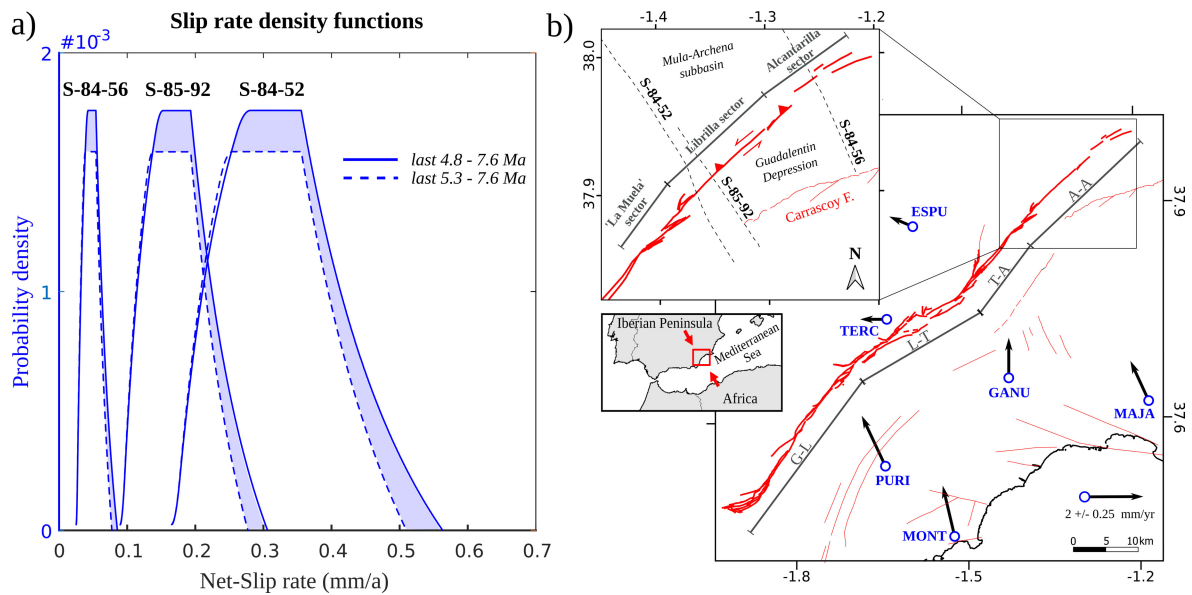 a)
Slip rate density functions
#10⁻³
2
1
0
S-84-56
S-85-92
S-84-52
last 4.8 - 7.6 Ma
last 5.3 - 7.6 Ma
Probability density
0
0.1
0.2
0.3
0.4
0.5
0.6
0.7
Net-Slip rate (mm/a)
b)
-1.4
-1.3
-1.2
38.0
37.9
Mula-Archena
subbasin
Alcantarilla
sector
S-84-52
Librilla sector
S-84-56
Guadalentin
Depression
'La Muela'
sector
S-85-92
Carrascoy F.
N
ESPU
A-A
37.9
T-A
TERC
L-T
Iberian Peninsula
Mediterranean
Sea
Africa
GANU
MAJA
37.6
G-L
PURI
MONT
2 +/- 0.25 mm/yr
0
5
10km
-1.8
-1.5
-1.2